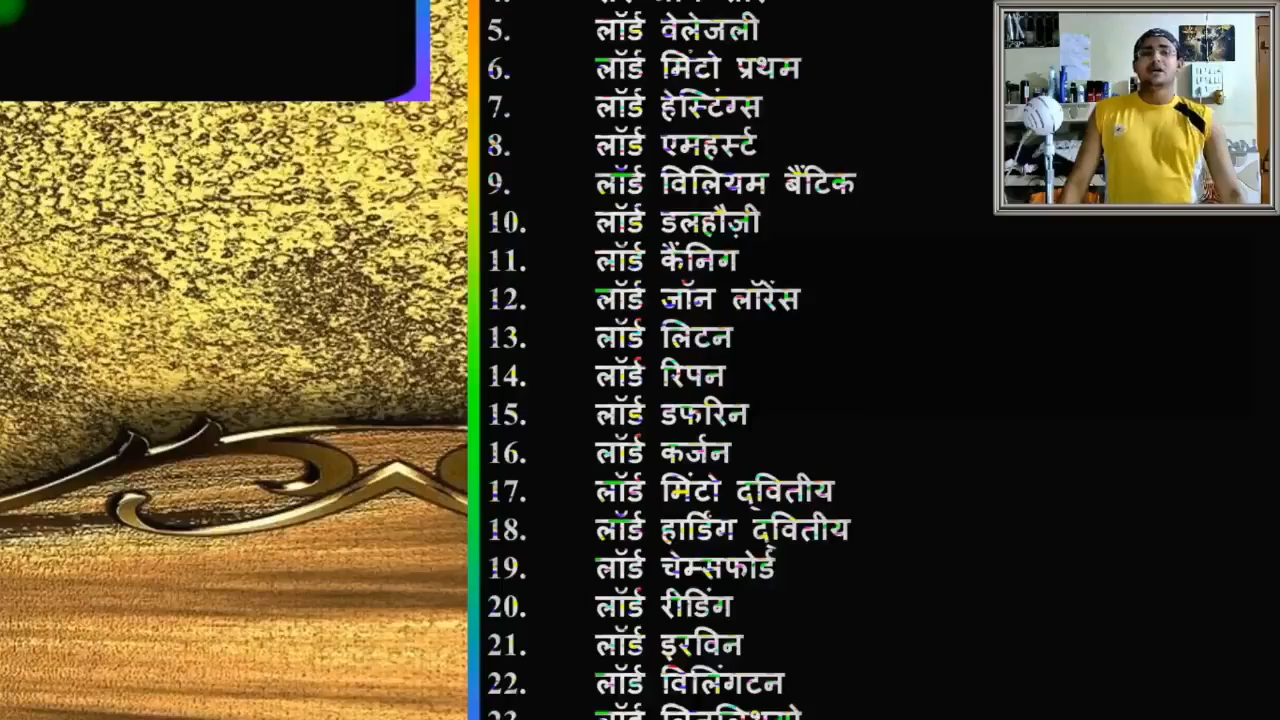 5. लॉर्ड वेलेजली
6. लॉर्ड मिंटो प्रथम
7. लॉर्ड हेस्टिंग्स
8. लॉर्ड एमहर्स्ट
9. लॉर्ड विलियम बैंटिक
10. लॉर्ड डलहौज़ी
11. लॉर्ड कैंनिग
12. लॉर्ड जॉन लॉरेंस
13. लॉर्ड लिटन
14. लॉर्ड रिपन
15. लॉर्ड डफरिन
16. लॉर्ड कर्जन
17. लॉर्ड मिंटो द्वितीय
18. लॉर्ड हार्डिंग द्वितीय
19. लॉर्ड चेम्सफोर्ड
20. लॉर्ड रीडिंग
21. लॉर्ड इरविन
22. लॉर्ड विलिंगटन